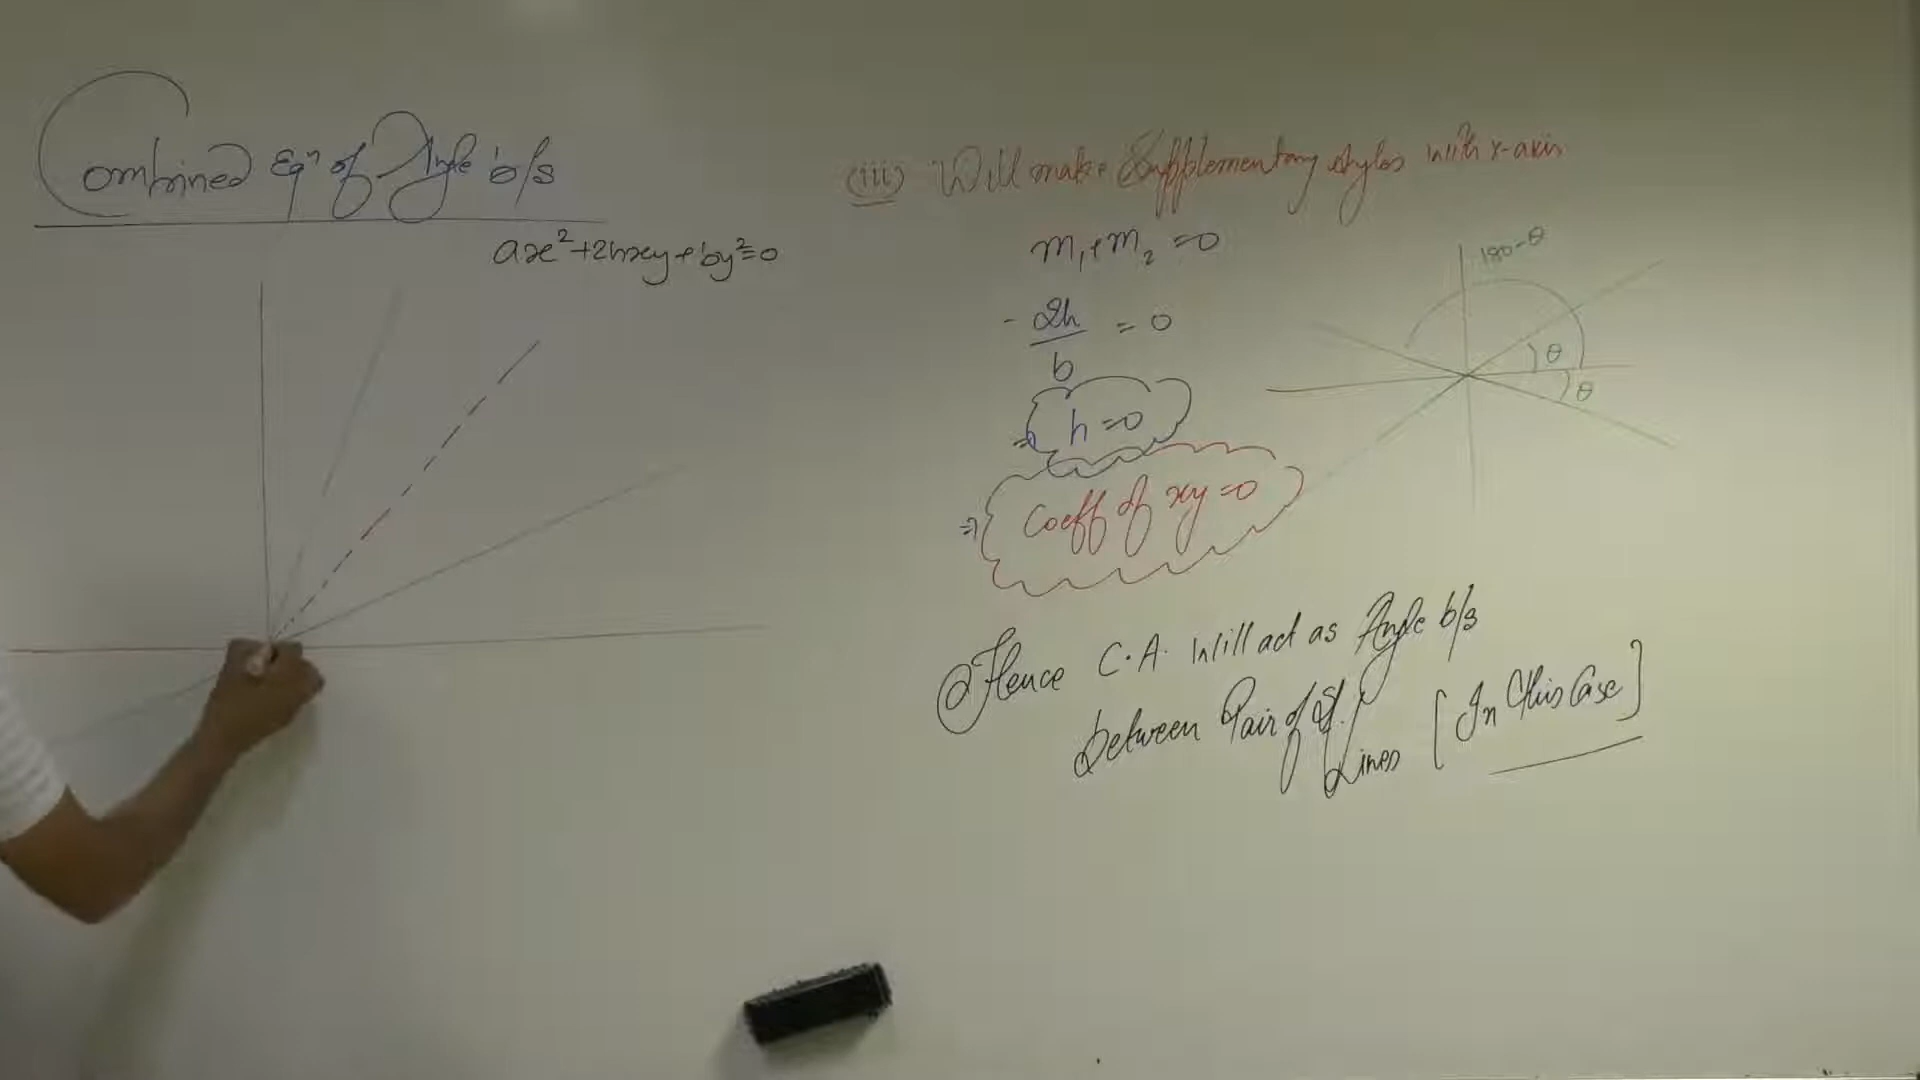 Combined Eqⁿ of Angle b/s
ax²+2hxy+by²=0
(iii) Will make Supplementary Angles with x-axis
m₁+m₂=0
-2h/b = 0
⇒ h=0
⇒ Coeff of xy=0
180-θ
θ
θ
Hence C.A. Will act as Angle b/s
between Pair of St.
Lines [In this Case]